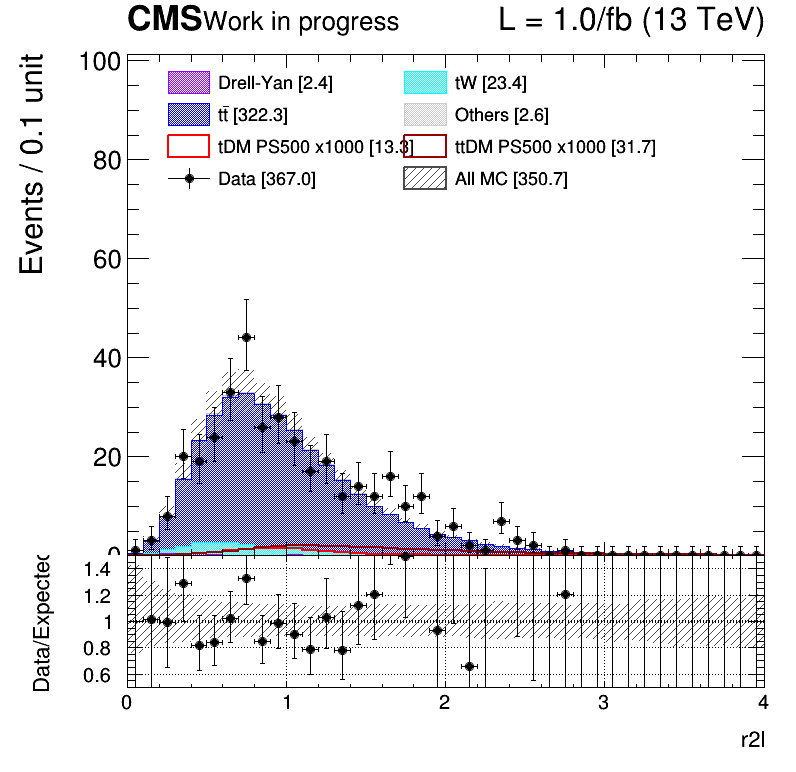 CMS Work in progress L = 1.0/fb (13 TeV)
Events / 0.1 unit
100
80
60
40
20
0
Drell-Yan [2.4] tW [23.4]
tt̄ [322.3] Others [2.6]
tDM PS500 x1000 [13.3] ttDM PS500 x1000 [31.7]
Data [367.0] All MC [350.7]
Data/Expected
1.4
1.2
1
0.8
0.6
0 1 2 3 4
r2l